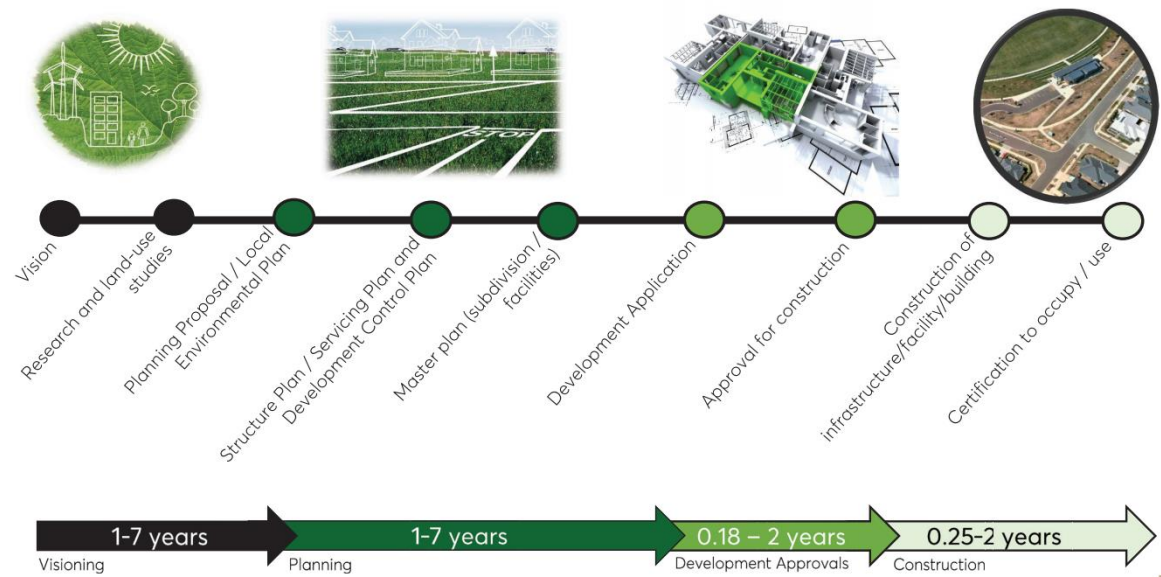 STOP
Vision
Research and land-use
studies
Planning Proposal / Local
Environmental Plan
Structure Plan / Servicing Plan and
Development Control Plan
Master plan (subdivision /
facilities)
Development Application
Approval for construction
Construction of
infrastructure/facility/building
Certification to occupy / use
1-7 years
1-7 years
0.18 – 2 years
0.25-2 years
Visioning
Planning
Development Approvals
Construction